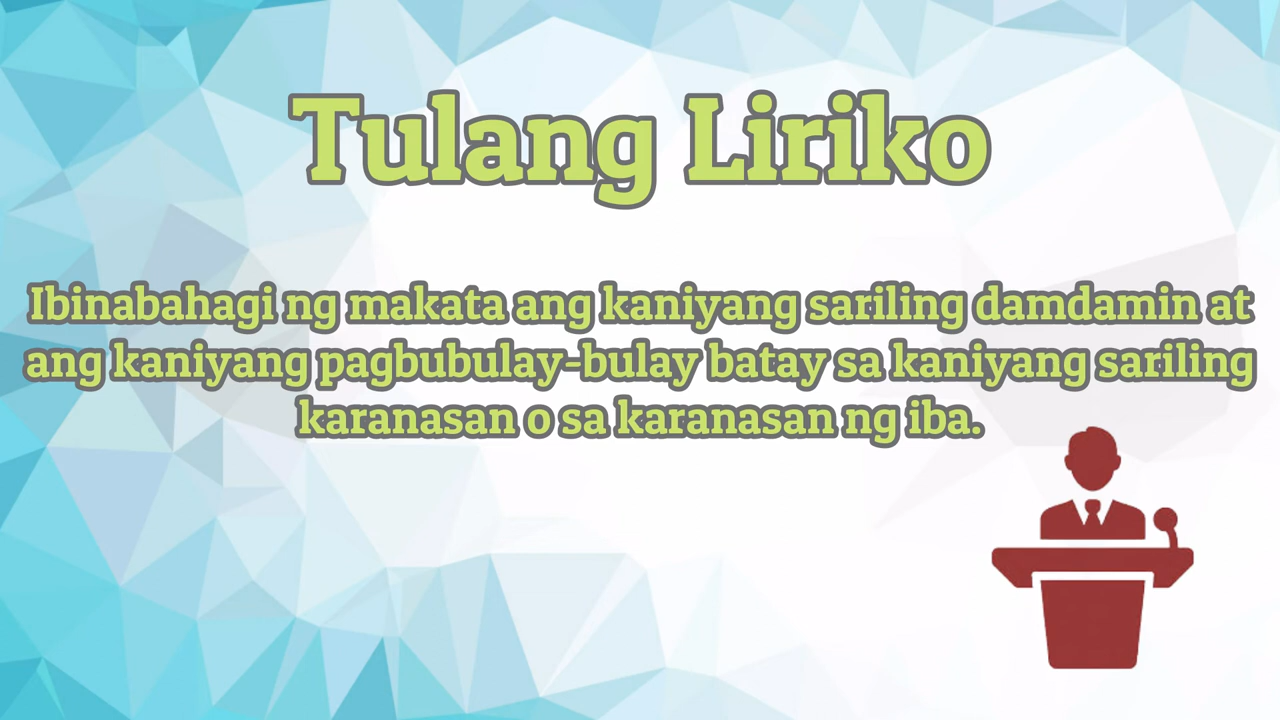 Tulang Liriko
Ibinabahagi ng makata ang kaniyang sariling damdamin at
ang kaniyang pagbubulay-bulay batay sa kaniyang sariling
karanasan o sa karanasan ng iba.